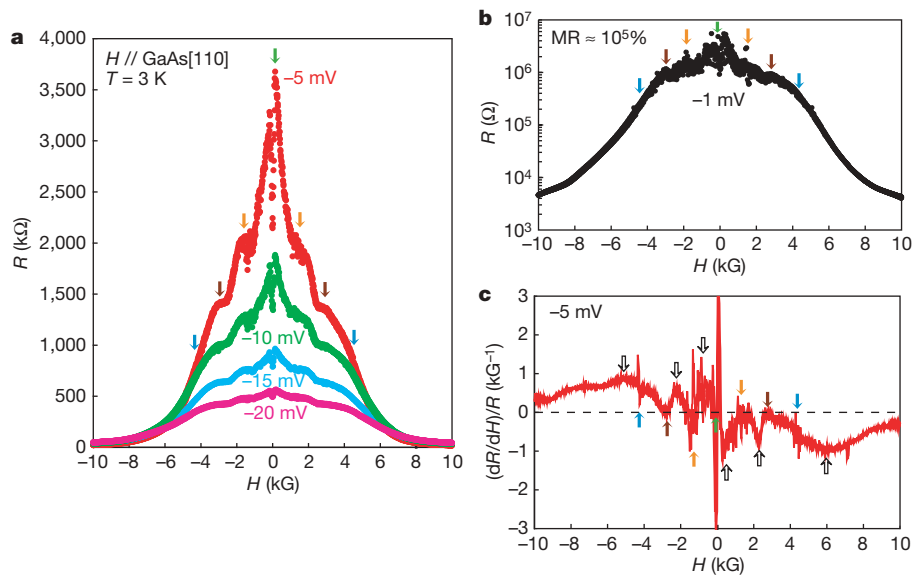 a
4,000
3,500
3,000
2,500
2,000
1,500
1,000
500
0
R (kΩ)
H // GaAs[110]
T = 3 K
–5 mV
–10 mV
–15 mV
–20 mV
–10 –8 –6 –4 –2 0 2 4 6 8 10
H (kG)
b
10⁷
10⁶
10⁵
10⁴
10³
R (Ω)
MR ≈ 10⁵%
–1 mV
–10 –8 –6 –4 –2 0 2 4 6 8 10
H (kG)
c
3
2
1
0
–1
–2
–3
(dR/dH)/R (kG⁻¹)
–5 mV
–10 –8 –6 –4 –2 0 2 4 6 8 10
H (kG)